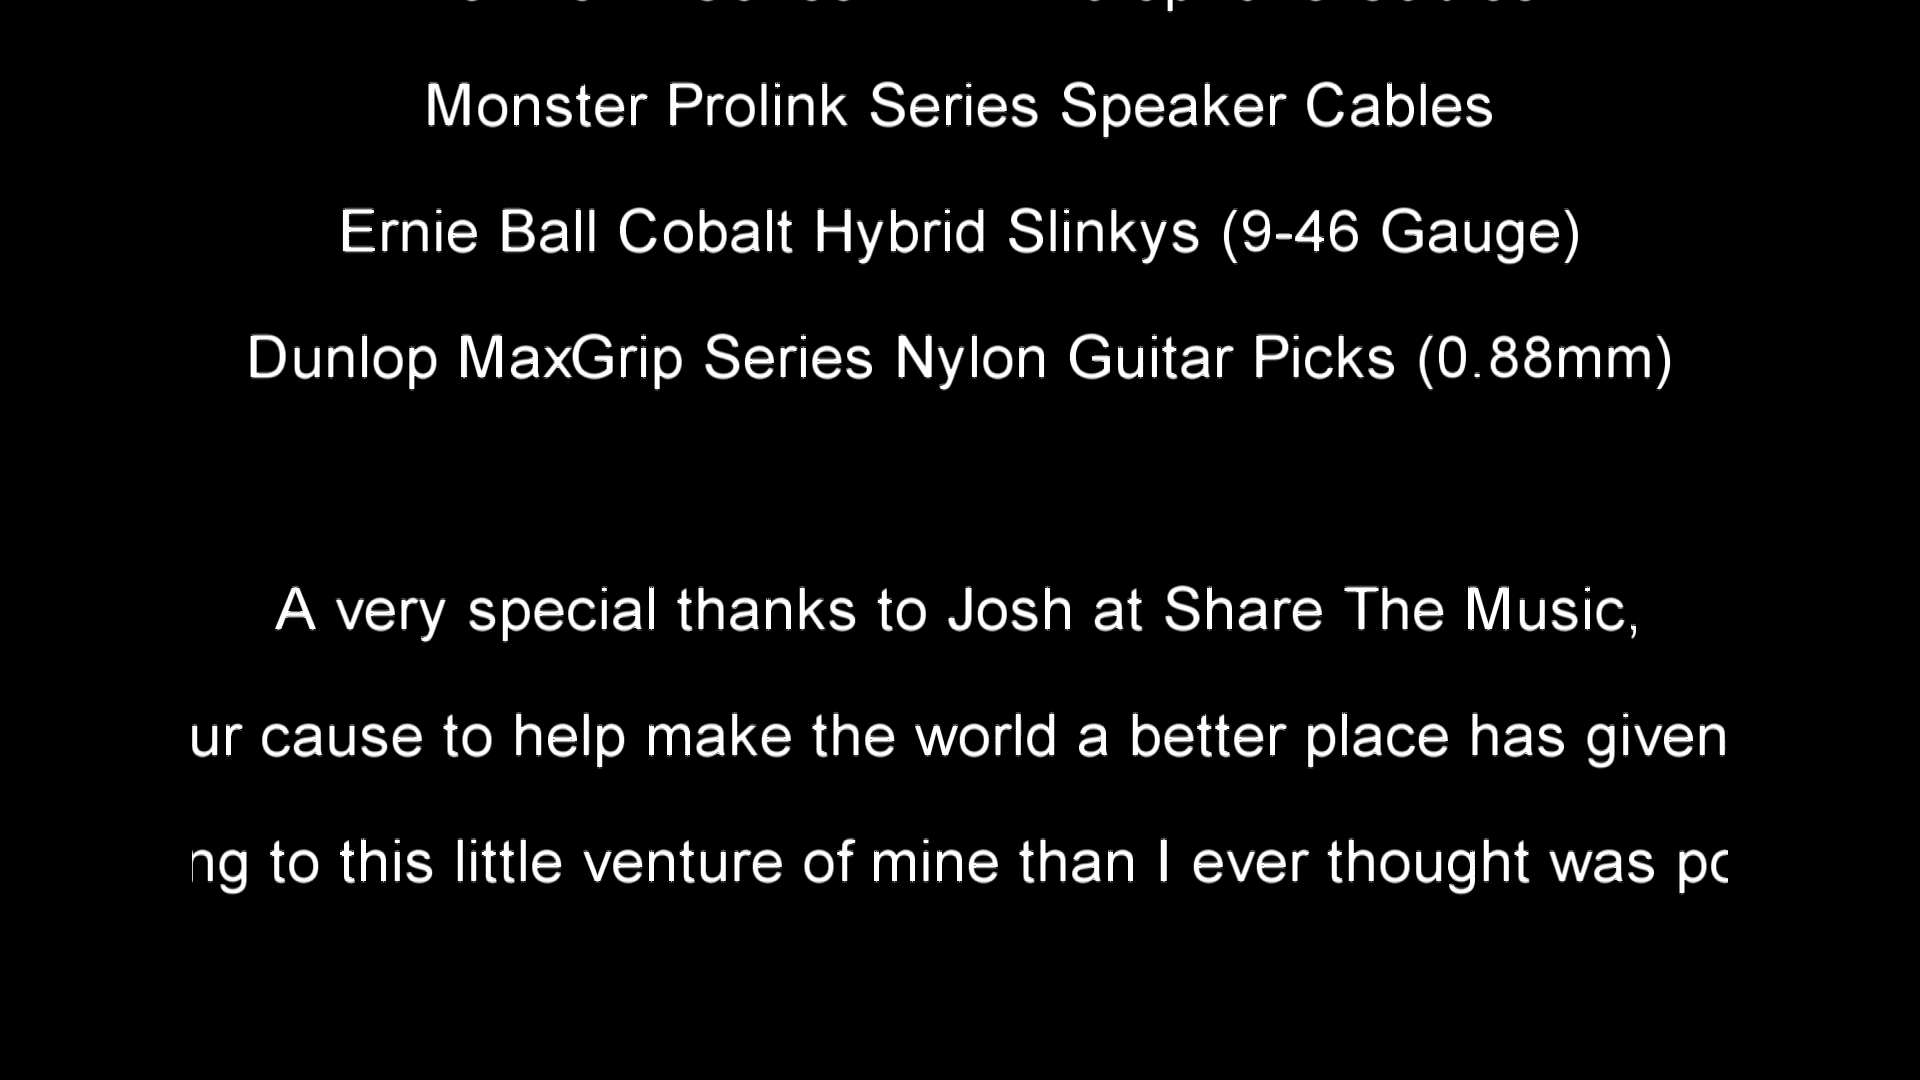 Monster Prolink Series Speaker Cables
Ernie Ball Cobalt Hybrid Slinkys (9-46 Gauge)
Dunlop MaxGrip Series Nylon Guitar Picks (0.88mm)
A very special thanks to Josh at Share The Music,
ur cause to help make the world a better place has given
ng to this little venture of mine than I ever thought was